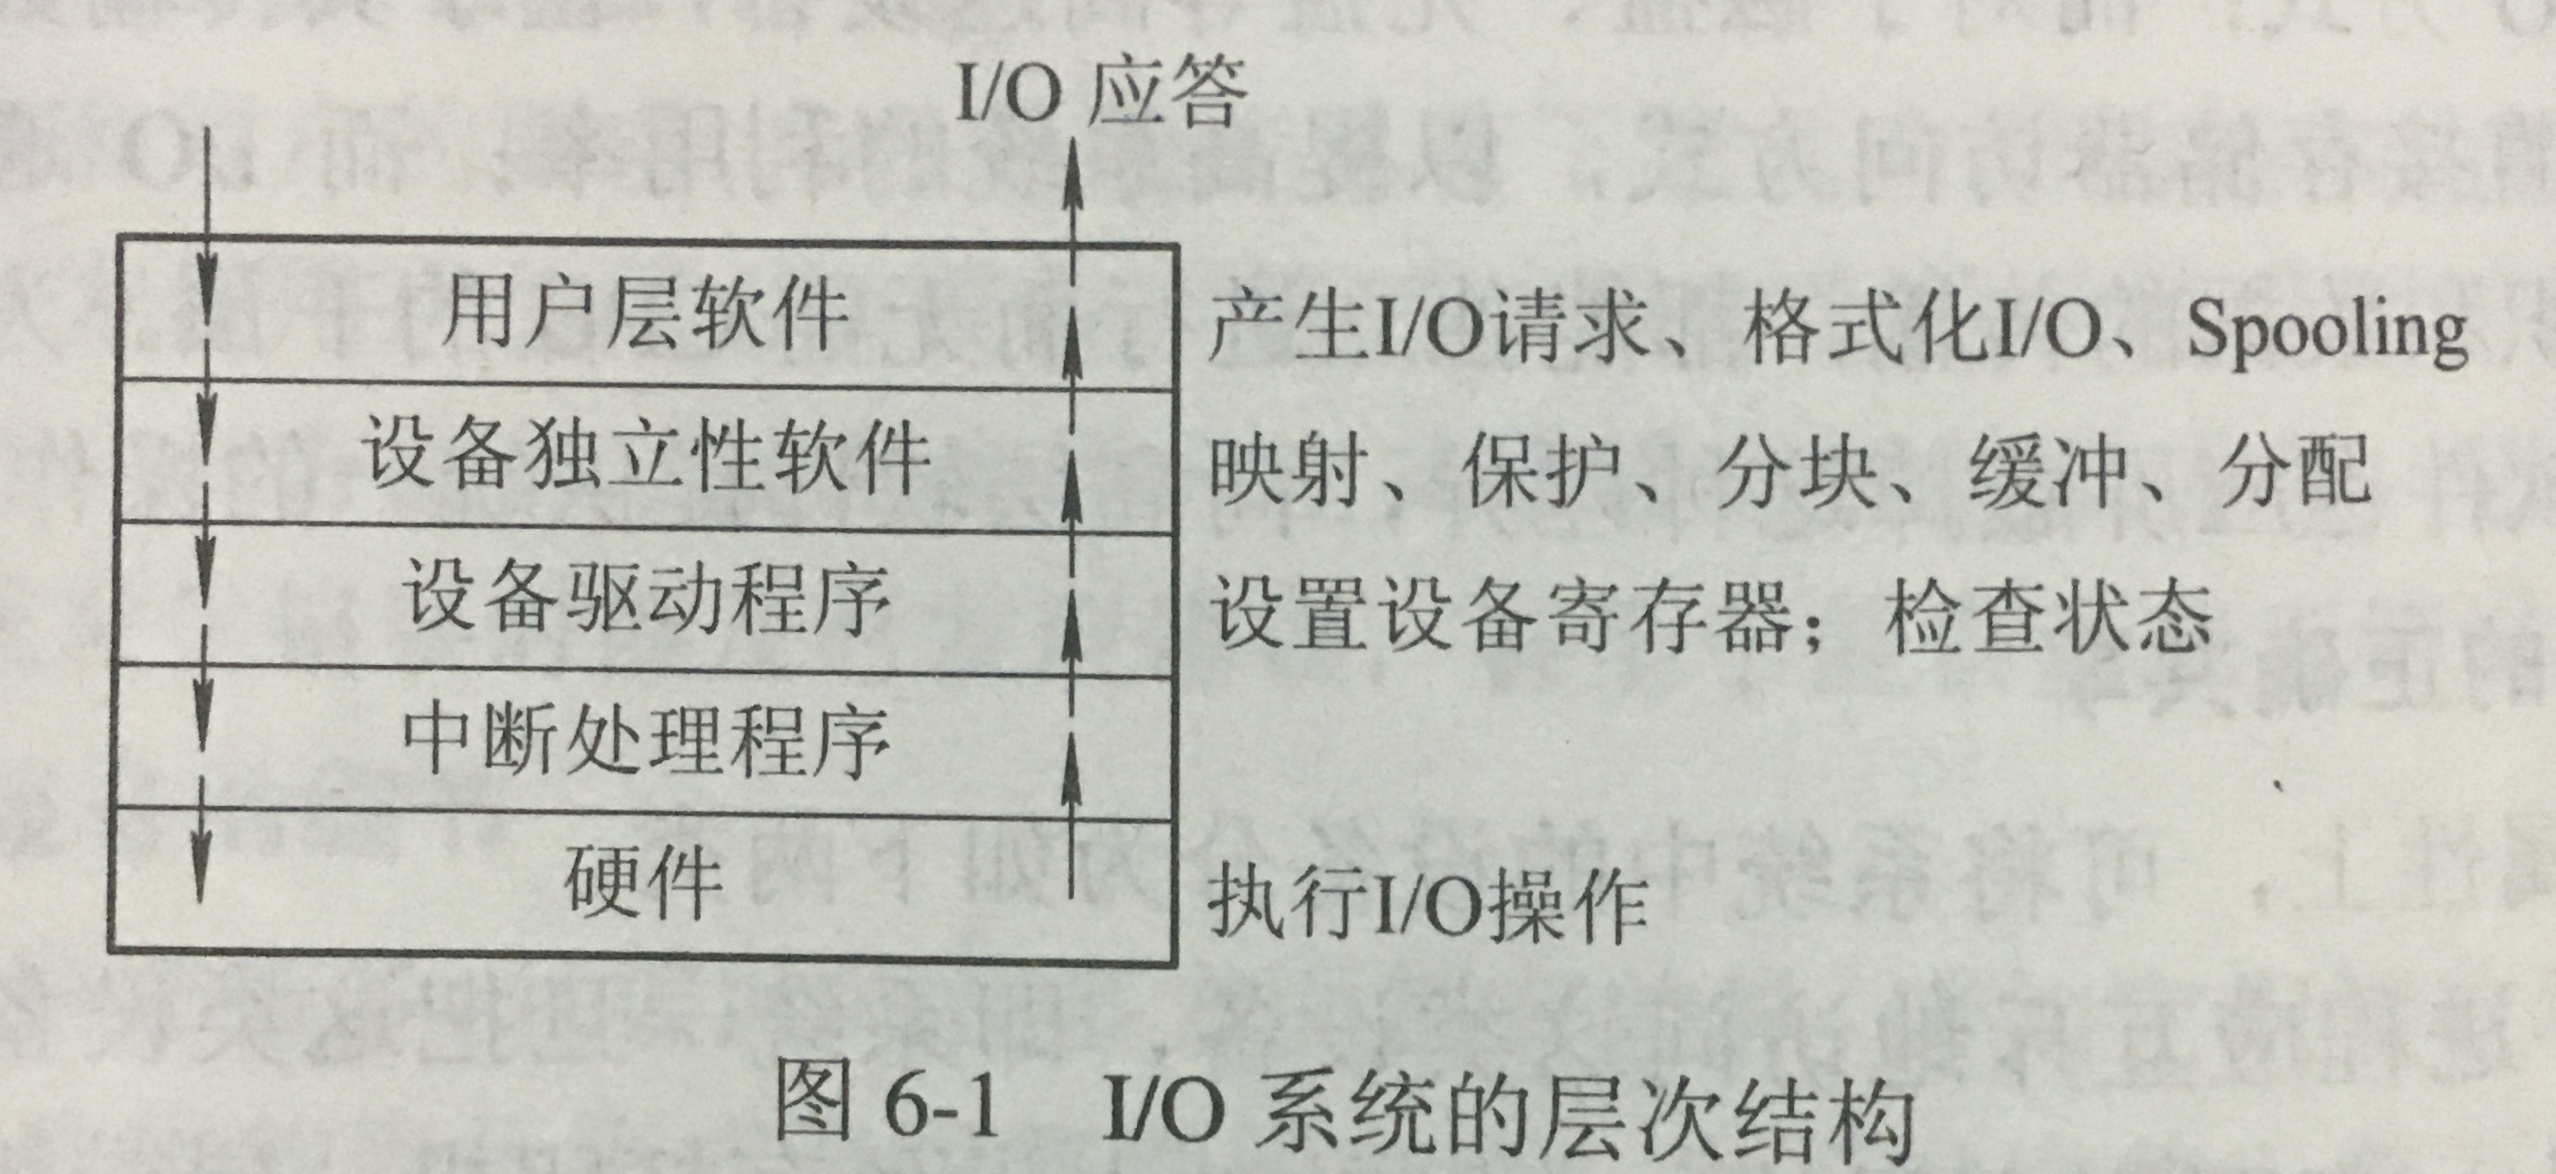 I/O 应答
用户层软件 产生I/O请求、格式化I/O、Spooling
设备独立性软件 映射、保护、分块、缓冲、分配
设备驱动程序 设置设备寄存器；检查状态
中断处理程序
硬件 执行I/O操作
图 6-1 I/O 系统的层次结构